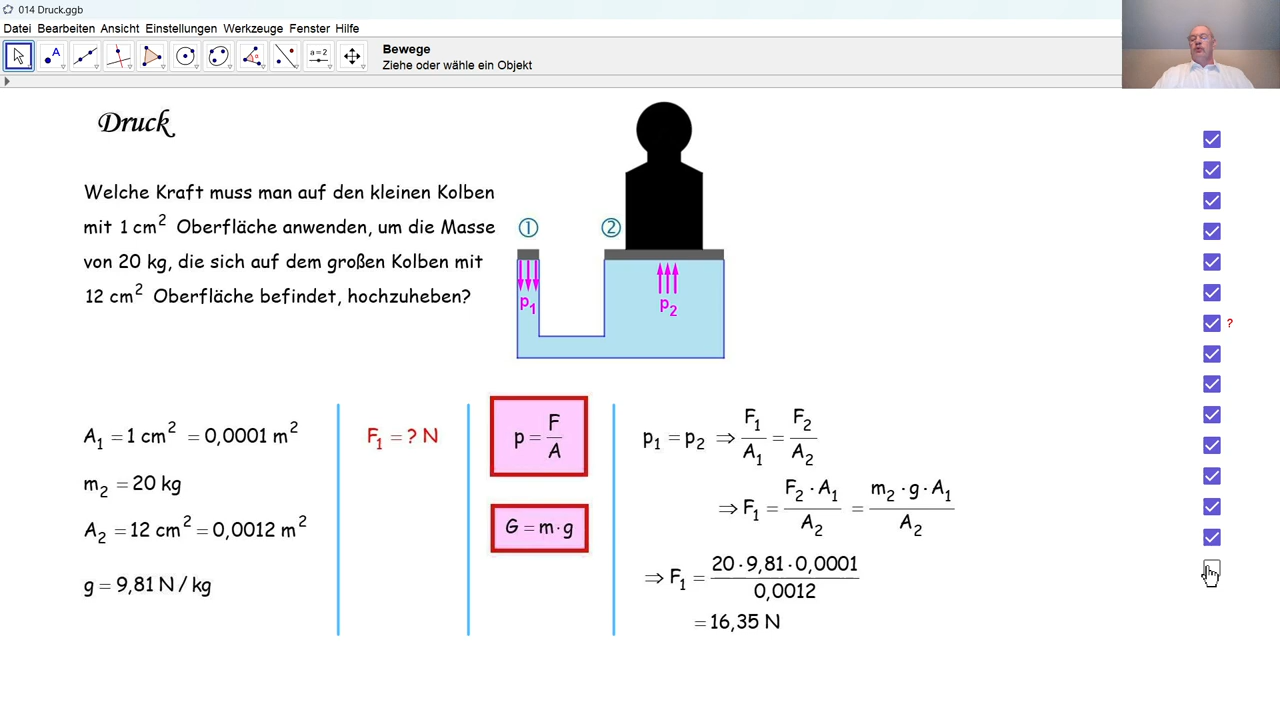 014 Druck.ggb
Datei Bearbeiten Ansicht Einstellungen Werkzeuge Fenster Hilfe
A
a=2
Bewege
Ziehe oder wähle ein Objekt
Druck
Welche Kraft muss man auf den kleinen Kolben
mit 1 cm² Oberfläche anwenden, um die Masse
von 20 kg, die sich auf dem großen Kolben mit
12 cm² Oberfläche befindet, hochzuheben?
① ②
p₁ p₂
?
A₁ = 1 cm² = 0,0001 m²
m₂ = 20 kg
A₂ = 12 cm² = 0,0012 m²
g = 9,81 N / kg
F₁ = ? N
p = F/A
G = m · g
p₁ = p₂ ⇒ F₁/A₁ = F₂/A₂
⇒ F₁ = (F₂ · A₁)/A₂ = (m₂ · g · A₁)/A₂
⇒ F₁ = (20 · 9,81 · 0,0001)/0,0012
= 16,35 N